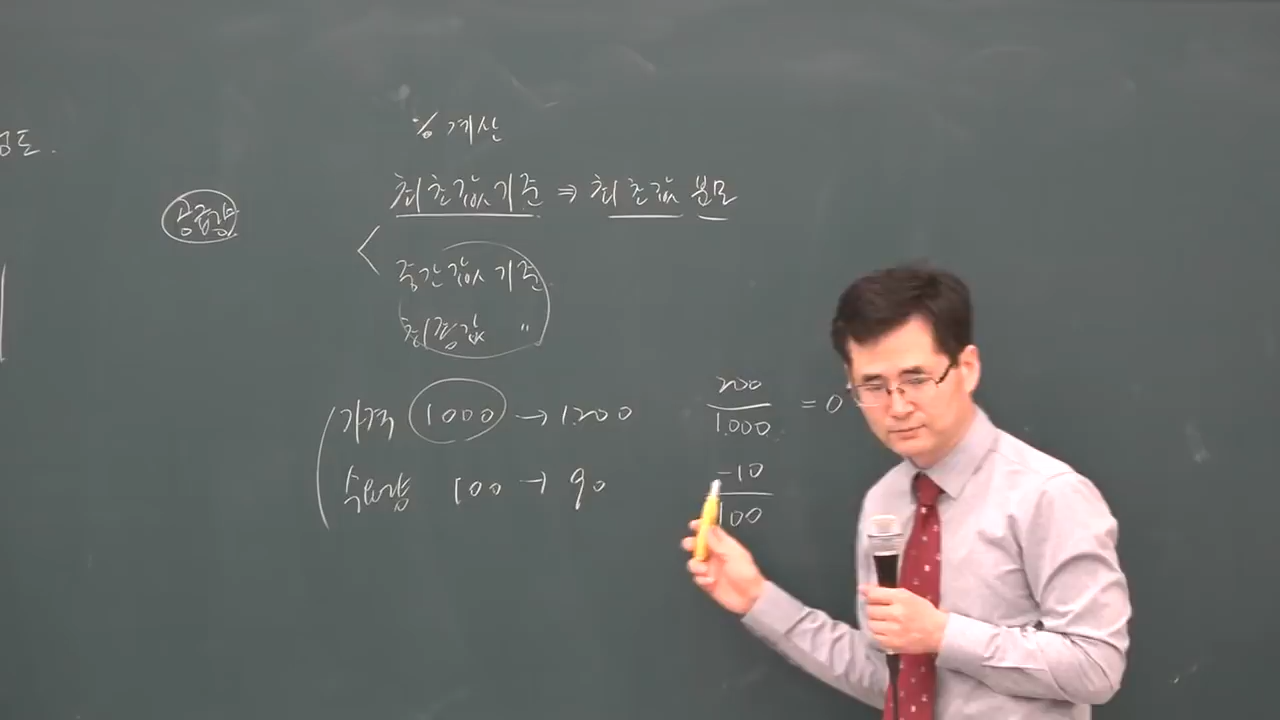 % 계산
최초값 기준 ⇒ 최초값 분모
공급량
중간값 기준
최종값 〃
가격 1000 → 1200
200
1.000
= 0
수요량 100 → 90
-10
100